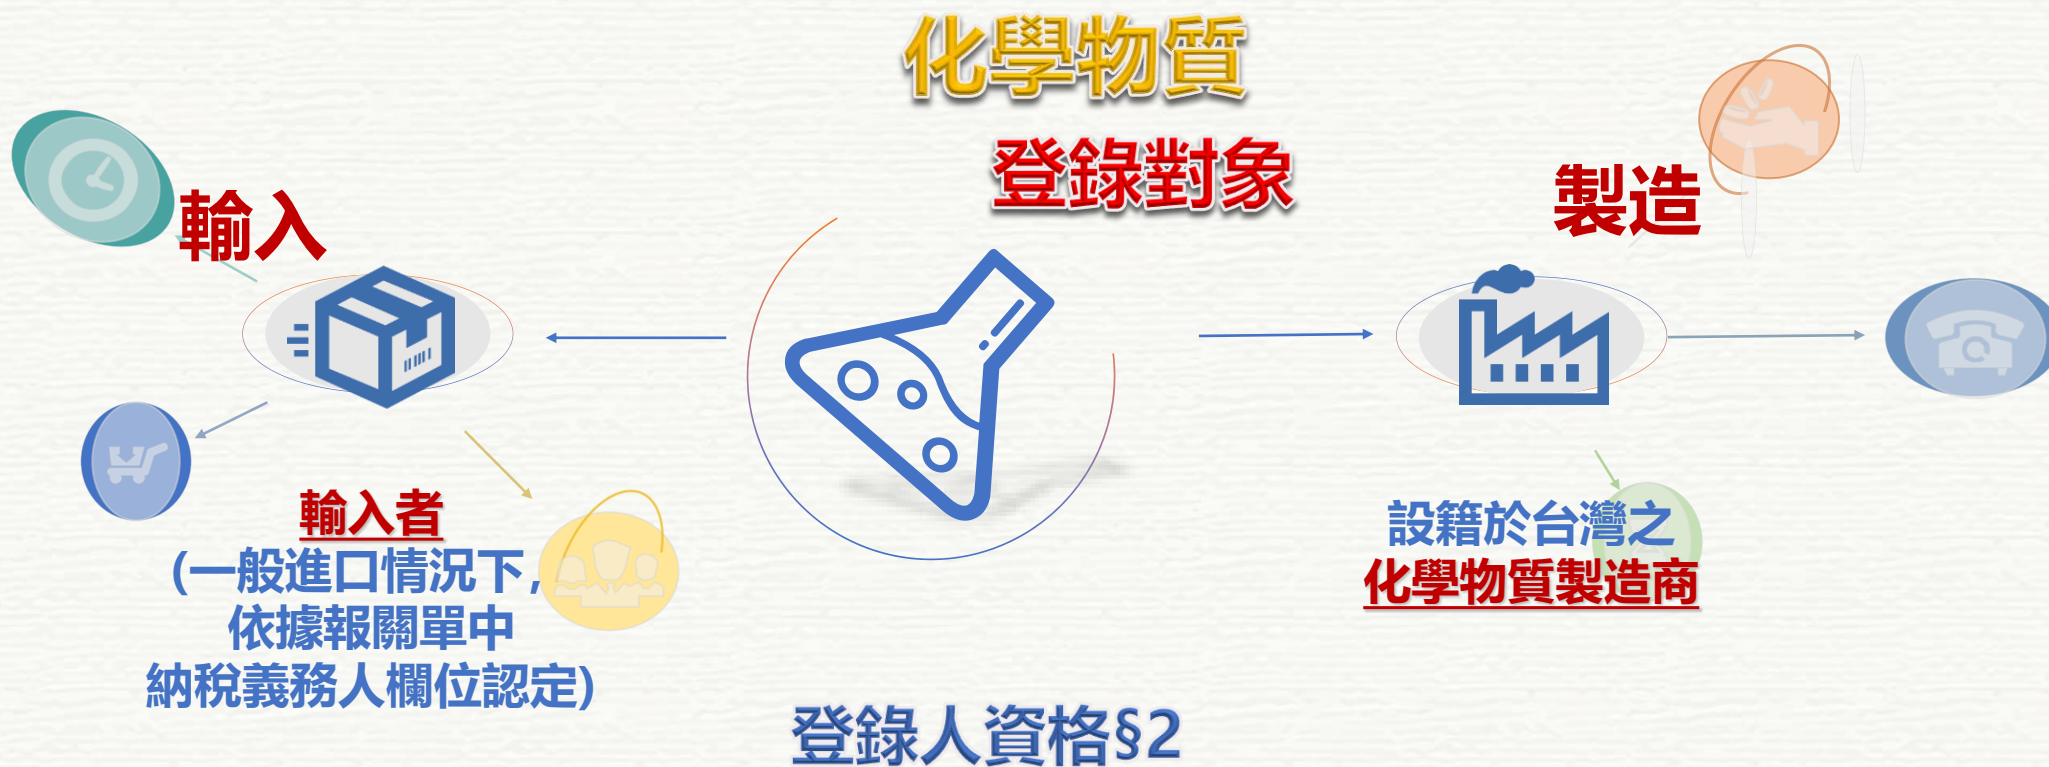 化學物質
登錄對象
輸入
製造
輸入者
(一般進口情況下,
依據報關單中
納稅義務人欄位認定)
設籍於台灣之
化學物質製造商
登錄人資格§2